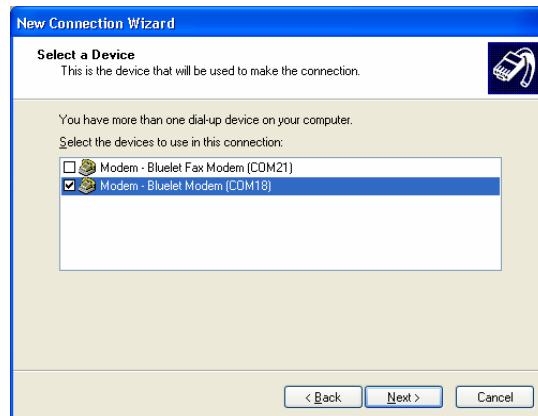 New Connection Wizard
Select a Device
This is the device that will be used to make the connection.
You have more than one dial-up device on your computer.
Select the devices to use in this connection:
Modem - Bluelet Fax Modem (COM21)
Modem - Bluelet Modem (COM18)
< Back Next > Cancel